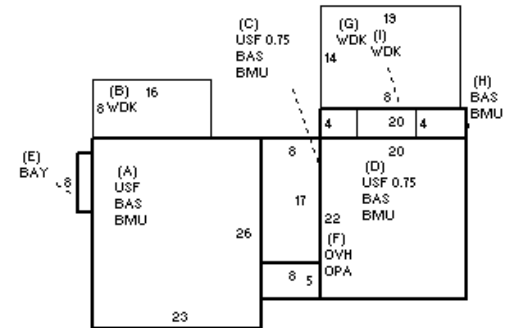 (C)
USF 0.75
BAS
BMU
(G)
WDK
19
(I)
WDK
14
8
(H)
BAS
BMU
(B) 16
8 WDK
4
20
4
(E)
BAY
8
(A)
USF
BAS
BMU
8
17
26
20
(D)
USF 0.75
BAS
BMU
22
(F)
OVH
OPA
8
5
23